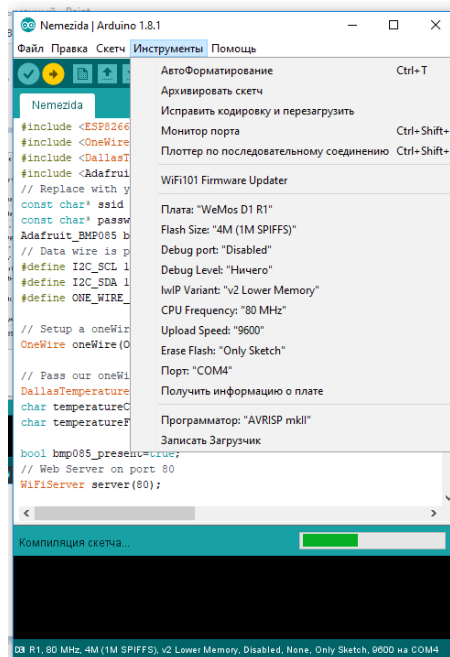 Nemezida | Arduino 1.8.1
Файл Правка Скетч Инструменты Помощь
АвтоФорматирование Ctrl+T
Архивировать скетч
Исправить кодировку и перезагрузить
Монитор порта Ctrl+Shift+
Плоттер по последовательному соединению Ctrl+Shift+
WiFi101 Firmware Updater
Плата: "WeMos D1 R1"
Flash Size: "4M (1M SPIFFS)"
Debug port: "Disabled"
Debug Level: "Ничего"
lwIP Variant: "v2 Lower Memory"
CPU Frequency: "80 MHz"
Upload Speed: "9600"
Erase Flash: "Only Sketch"
Порт: "COM4"
Получить информацию о плате
Программатор: "AVRISP mkII"
Записать Загрузчик
Nemezida
#include <ESP8266
#include <OneWire
#include <DallasT
#include <Adafrui
// Replace with y
const char* ssid
const char* passw
Adafruit_BMP085 b
// Data wire is p
#define I2C_SCL 1
#define I2C_SDA 1
#define ONE_WIRE_
// Setup a oneWir
OneWire oneWire(O
// Pass our oneWi
DallasTemperature
char temperatureC
char temperatureF
bool bmp085_present=true;
// Web Server on port 80
WiFiServer server(80);
Компиляция скетча...
R1, 80 MHz, 4M (1M SPIFFS), v2 Lower Memory, Disabled, None, Only Sketch, 9600 на COM4